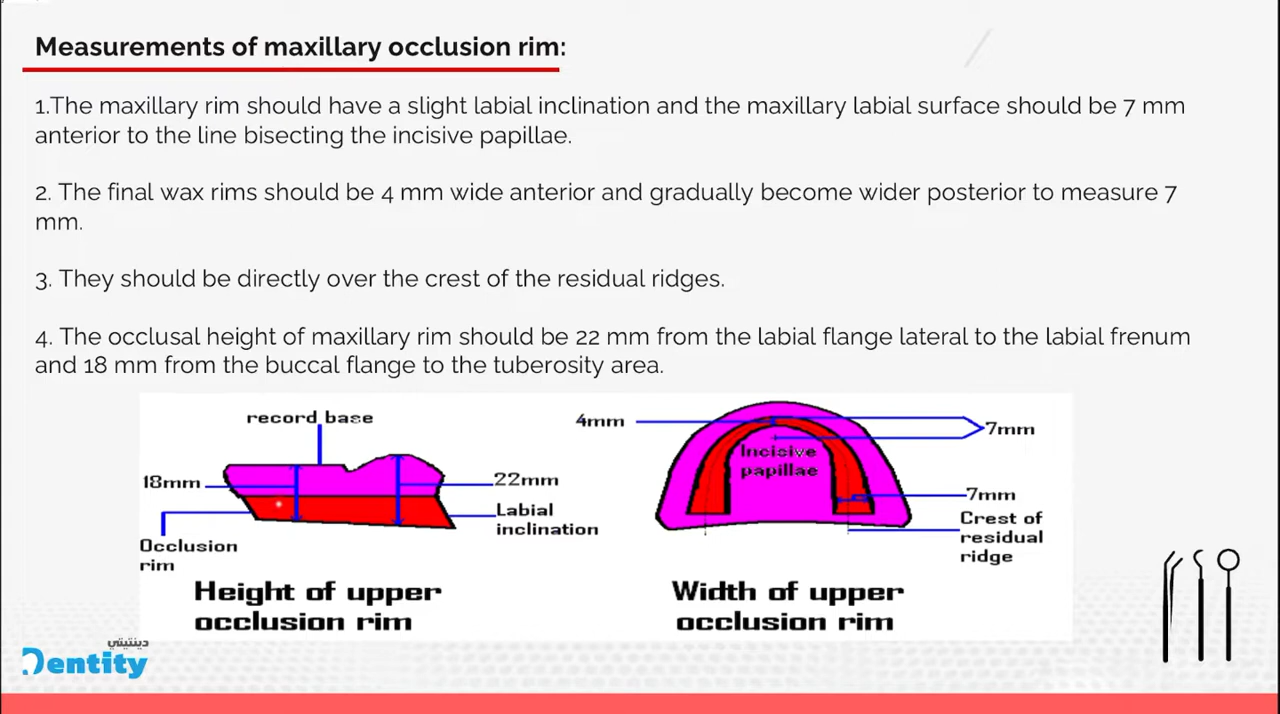 Measurements of maxillary occlusion rim:
1.The maxillary rim should have a slight labial inclination and the maxillary labial surface should be 7 mm
anterior to the line bisecting the incisive papillae.
2. The final wax rims should be 4 mm wide anterior and gradually become wider posterior to measure 7
mm.
3. They should be directly over the crest of the residual ridges.
4. The occlusal height of maxillary rim should be 22 mm from the labial flange lateral to the labial frenum
and 18 mm from the buccal flange to the tuberosity area.
record base
18mm
22mm
Labial
inclination
Occlusion
rim
Height of upper
occlusion rim
4mm
7mm
Incisive
papillae
7mm
Crest of
residual
ridge
Width of upper
occlusion rim
دينتيتي
Dentity